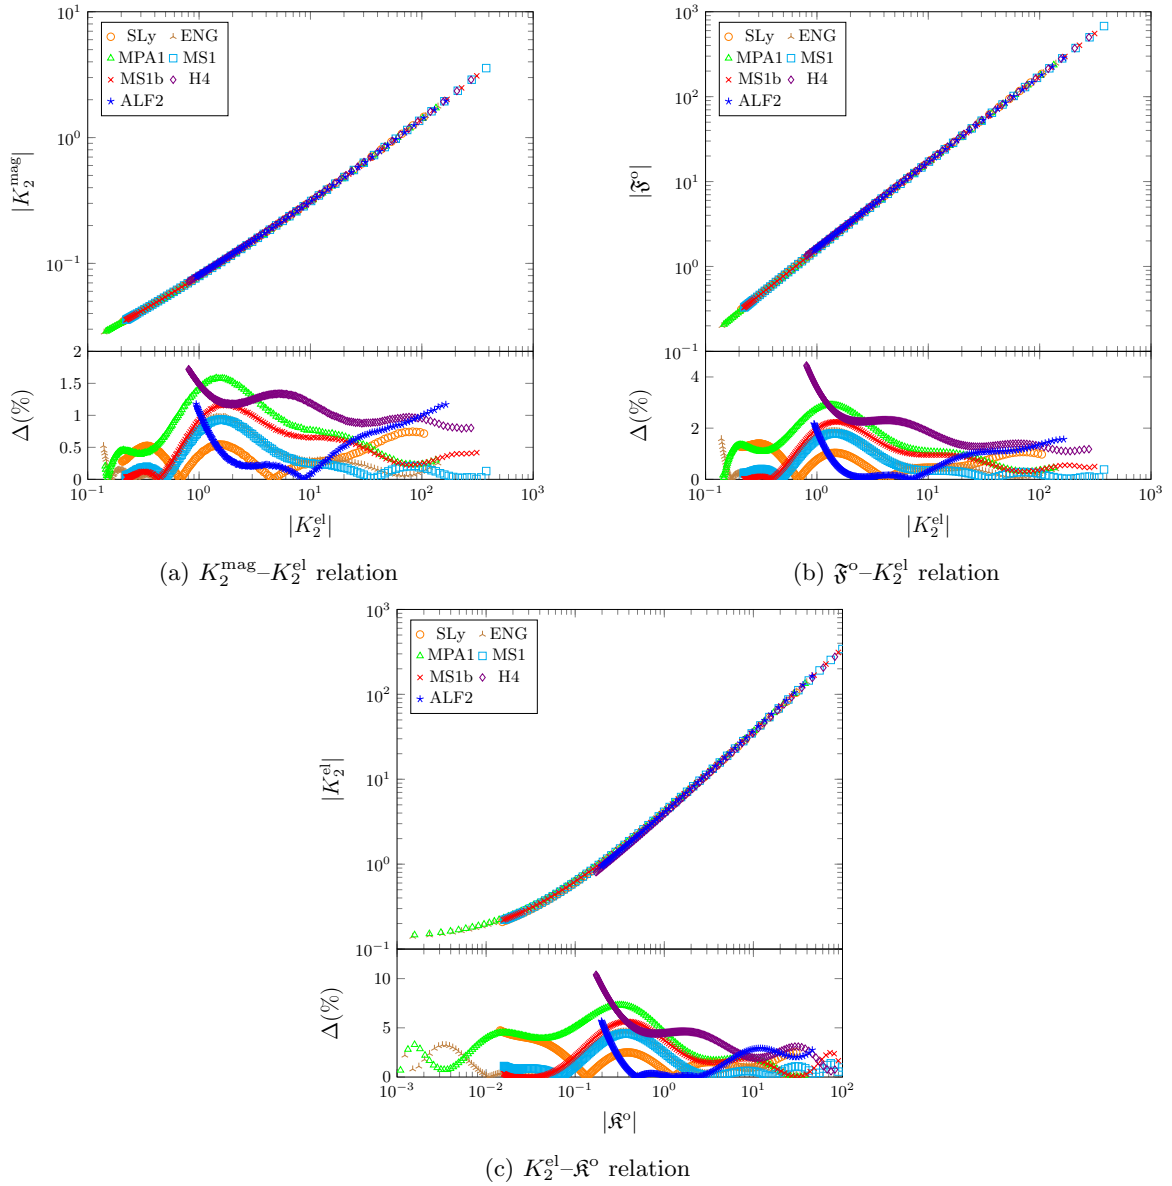 10^1
10^0
10^-1
|K_2^mag|
SLy ENG
MPA1 MS1
MS1b H4
ALF2
2
1.5
1
0.5
0
Δ(%)
10^-1 10^0 10^1 10^2 10^3
|K_2^el|
(a) K_2^mag–K_2^el relation
10^3
10^2
10^1
10^0
10^-1
|𝔉^o|
SLy ENG
MPA1 MS1
MS1b H4
ALF2
4
2
0
Δ(%)
10^-1 10^0 10^1 10^2 10^3
|K_2^el|
(b) 𝔉^o–K_2^el relation
10^3
10^2
10^1
10^0
10^-1
|K_2^el|
SLy ENG
MPA1 MS1
MS1b H4
ALF2
10
5
0
Δ(%)
10^-3 10^-2 10^-1 10^0 10^1 10^2
|𝔎^o|
(c) K_2^el–𝔎^o relation